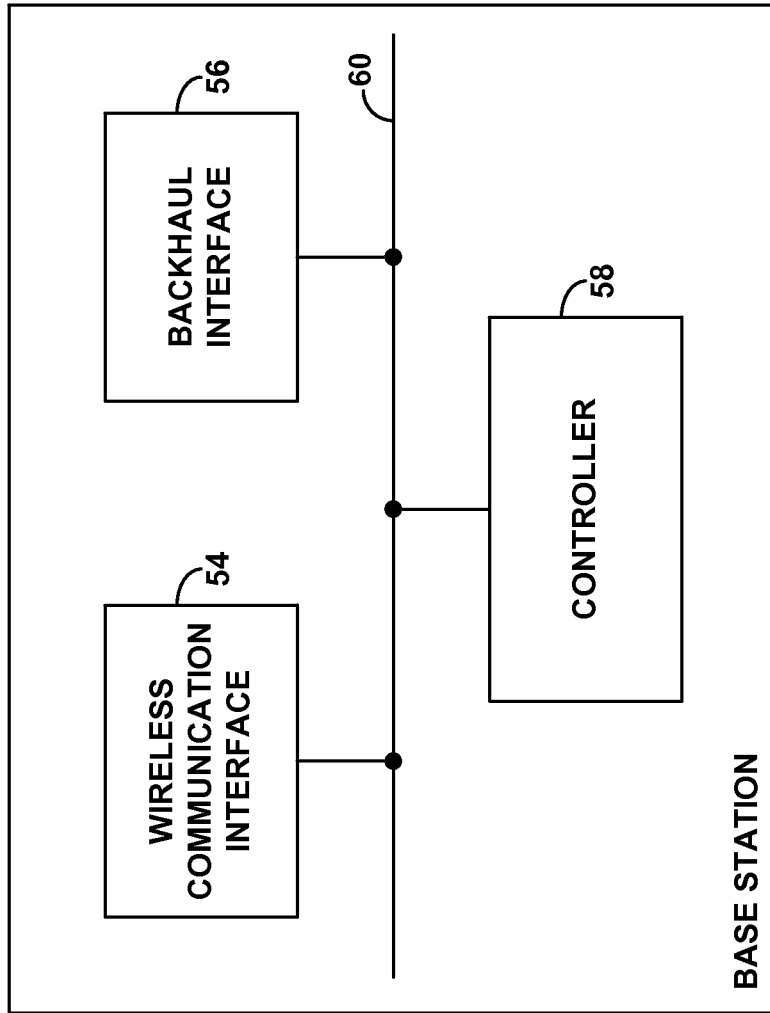 WIRELESS
COMMUNICATION
INTERFACE
54
BACKHAUL
INTERFACE
56
60
CONTROLLER
58
BASE STATION